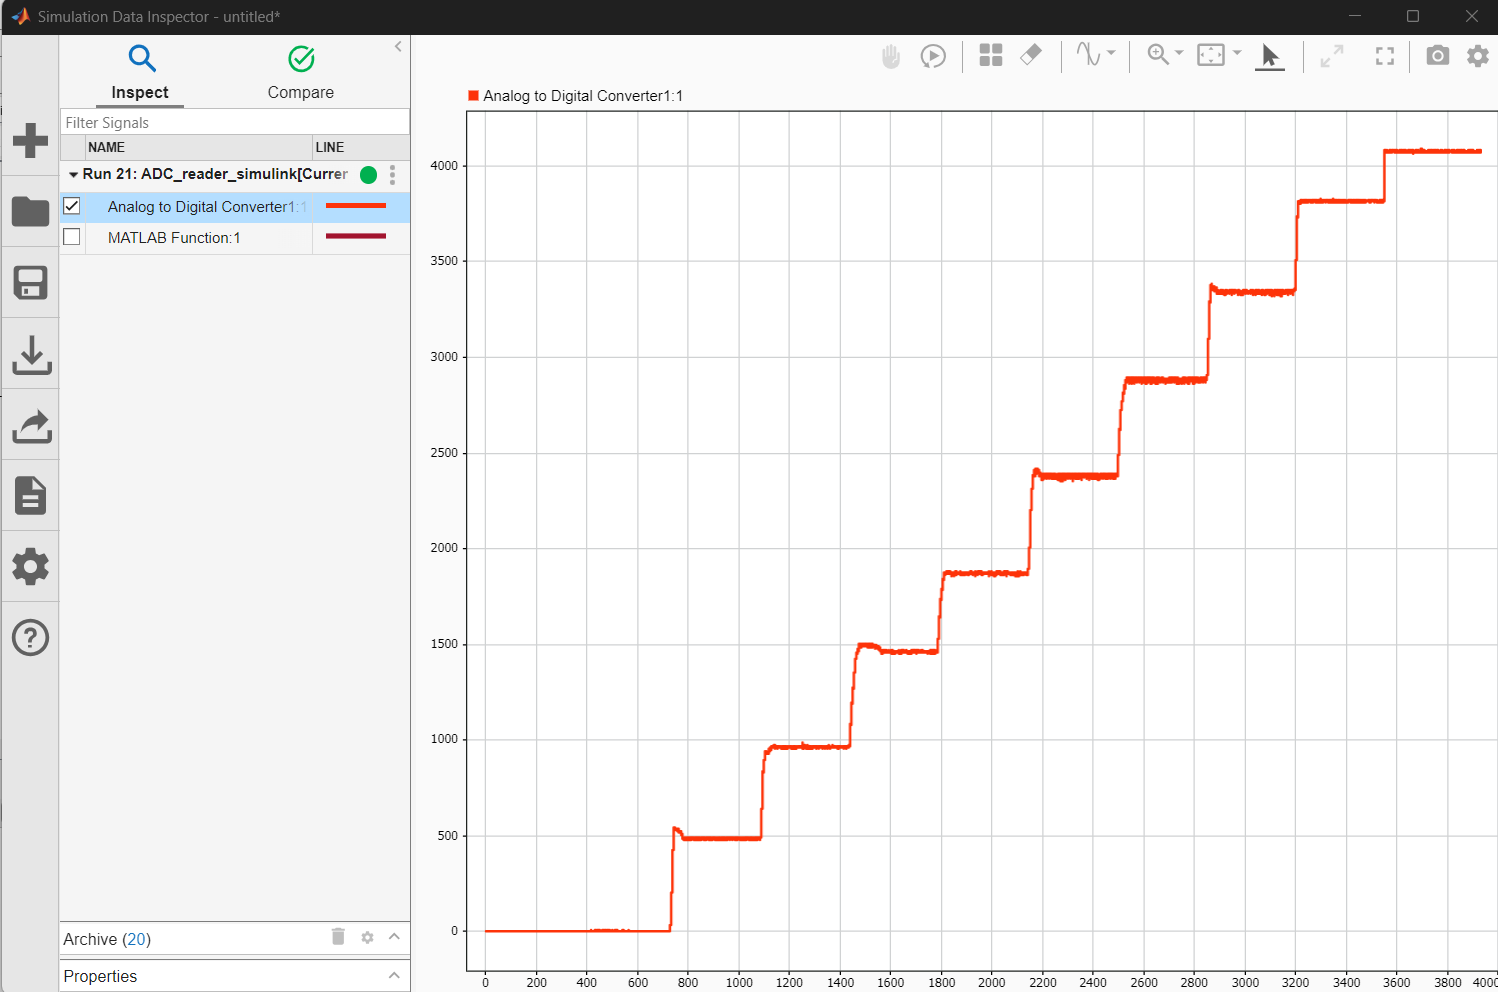 Simulation Data Inspector - untitled*
Inspect
Compare
Filter Signals
NAME LINE
Run 21: ADC_reader_simulink[Currer
Analog to Digital Converter1:1
MATLAB Function:1
Archive (20)
Properties
Analog to Digital Converter1:1
4000
3500
3000
2500
2000
1500
1000
500
0
0 200 400 600 800 1000 1200 1400 1600 1800 2000 2200 2400 2600 2800 3000 3200 3400 3600 3800 4000